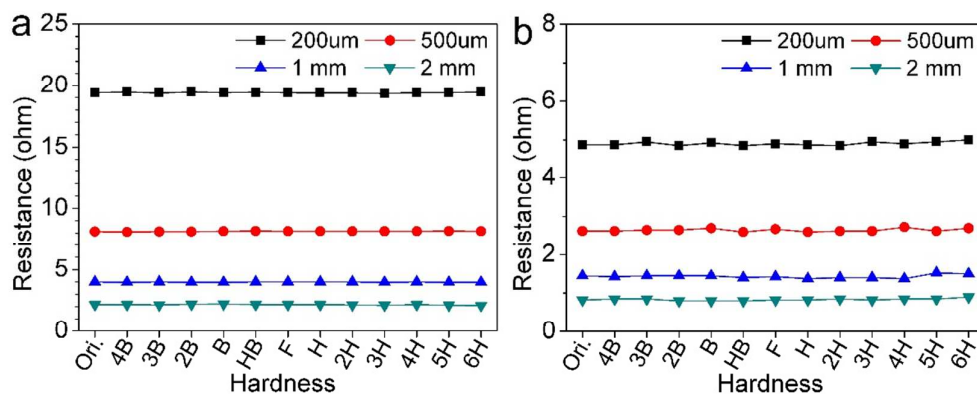 a
200um 500um
1 mm 2 mm
Resistance (ohm)
25
20
15
10
5
0
Ori. 4B 3B 2B B HB F H 2H 3H 4H 5H 6H
Hardness
b
200um 500um
1 mm 2 mm
Resistance (ohm)
8
6
4
2
0
Ori. 4B 3B 2B B HB F H 2H 3H 4H 5H 6H
Hardness